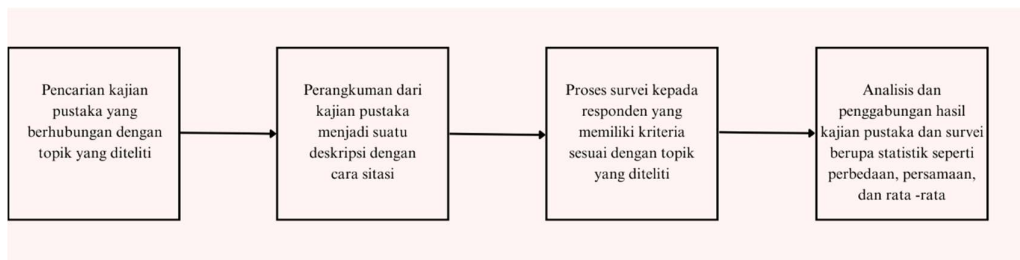 Pencarian kajian
pustaka yang
berhubungan dengan
topik yang diteliti
Perangkuman dari
kajian pustaka
menjadi suatu
deskripsi dengan
cara sitasi
Proses survei kepada
responden yang
memiliki kriteria
sesuai dengan topik
yang diteliti
Analisis dan
penggabungan hasil
kajian pustaka dan survei
berupa statistik seperti
perbedaan, persamaan,
dan rata -rata